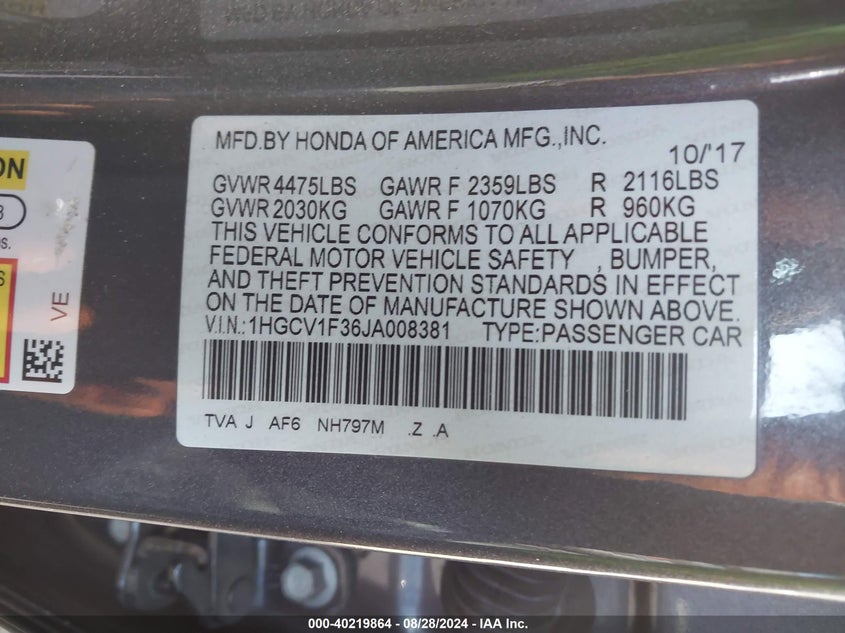 MFD.BY HONDA OF AMERICA MFG.,INC.
10/'17
GVWR 4475LBS GAWR F 2359LBS R 2116LBS
GVWR 2030KG GAWR F 1070KG R 960KG
THIS VEHICLE CONFORMS TO ALL APPLICABLE
FEDERAL MOTOR VEHICLE SAFETY , BUMPER,
AND THEFT PREVENTION STANDARDS IN EFFECT
ON THE DATE OF MANUFACTURE SHOWN ABOVE.
V.I.N.:1HGCV1F36JA008381 TYPE:PASSENGER CAR
TVA J AF6 NH797M .Z .A
VE
000-40219864 - 08/28/2024 - IAA Inc.